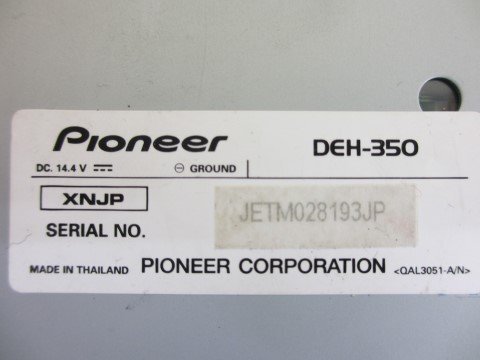 Pioneer DEH-350
DC. 14.4 V ⎓ ⊖ GROUND
XNJP
SERIAL NO. JETM028193JP
MADE IN THAILAND PIONEER CORPORATION <QAL3051-A/N>